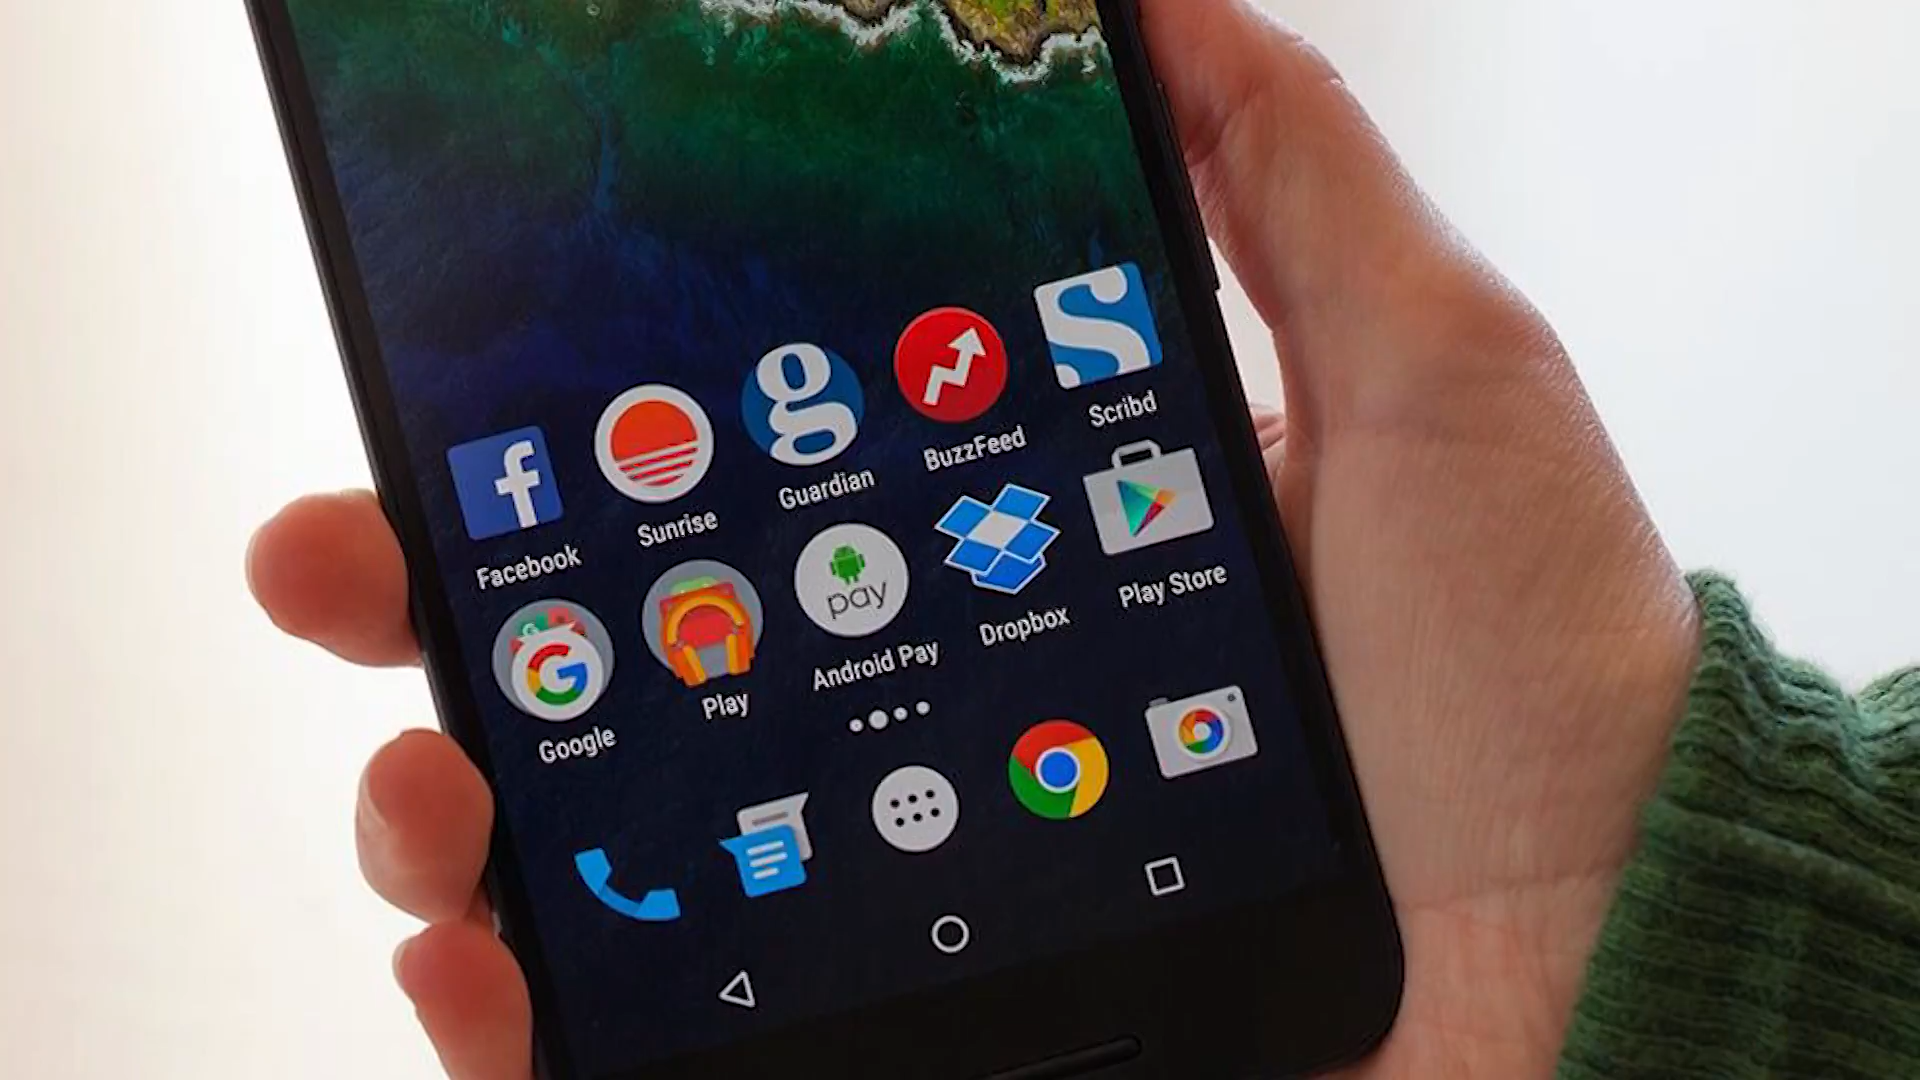 Facebook
Sunrise
Guardian
BuzzFeed
Scribd
Google
Play
pay
Android Pay
Dropbox
Play Store